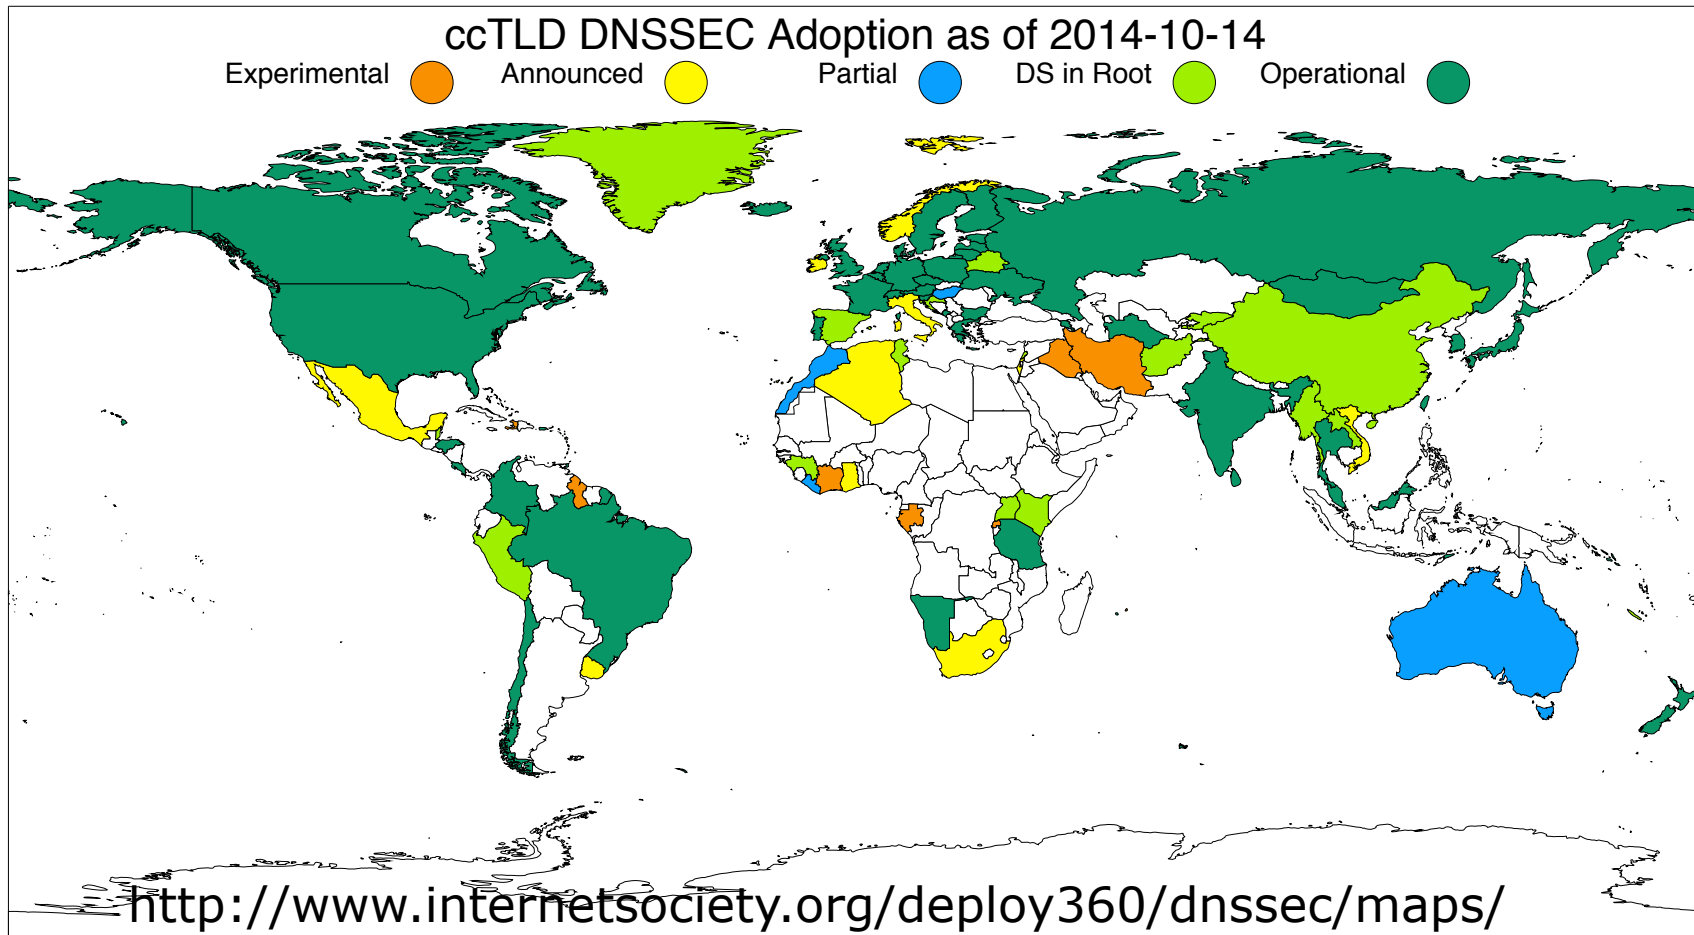 ccTLD DNSSEC Adoption as of 2014-10-14
Experimental Announced Partial DS in Root Operational
http://www.internetsociety.org/deploy360/dnssec/maps/